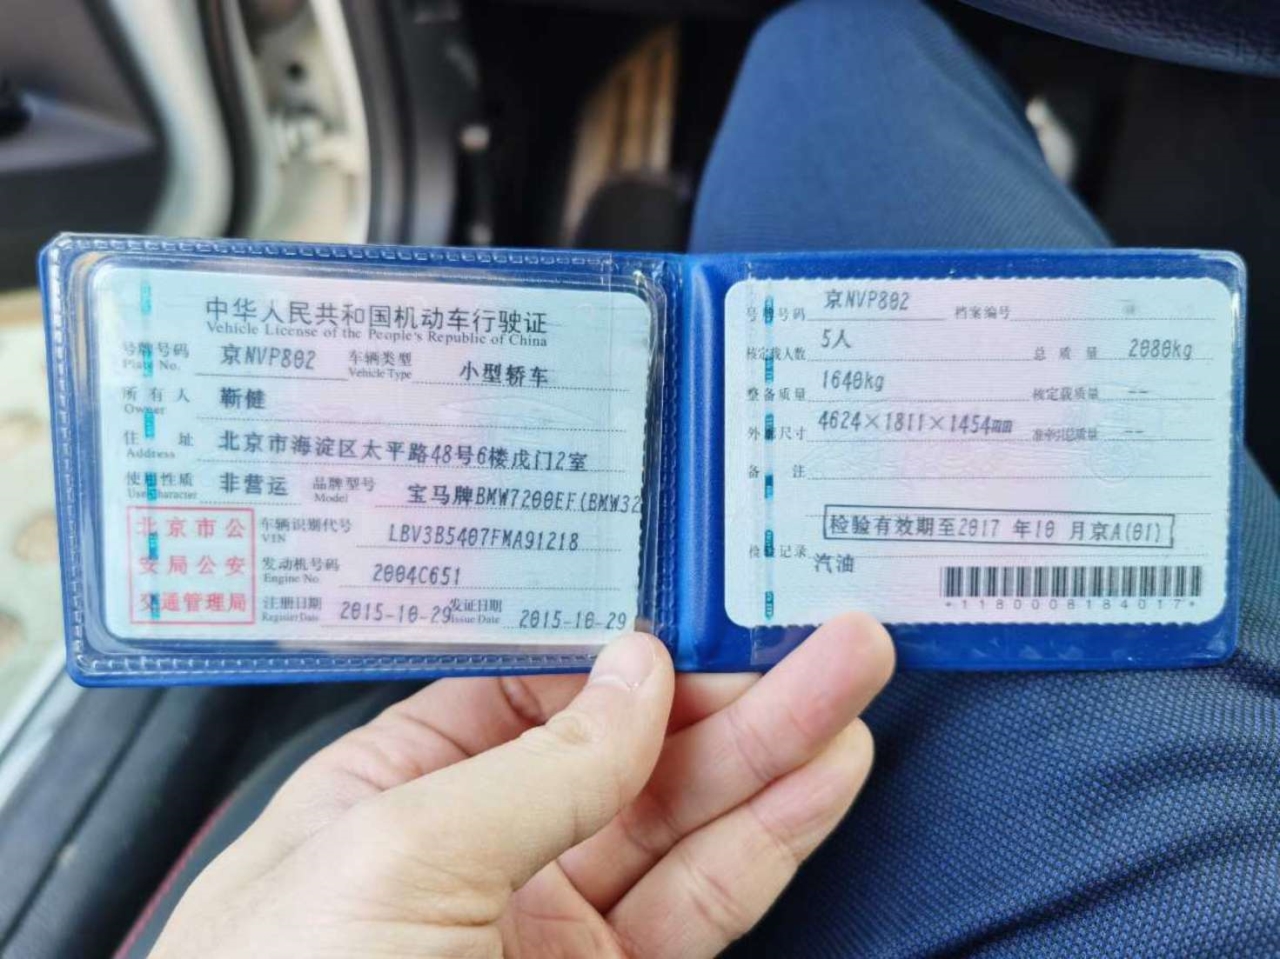 中华人民共和国机动车行驶证
Vehicle License of the People's Republic of China
号牌号码 京NVP802 车辆类型 小型轿车
Plate No. Vehicle Type
所有人 靳健
Owner
住址 北京市海淀区太平路48号6楼戊门2室
Address
使用性质 非营运 品牌型号 宝马牌BMW7200EF(BMW32
Use Character Model
北京市公
安局公安
交通管理局
车辆识别代号 LBV3B5407FMA91218
VIN
发动机号码 2004C651
Engine No.
注册日期 2015-10-29 发证日期 2015-10-29
Register Date Issue Date
号牌号码 京NVP802 档案编号
核定载人数 5人 总质量 2080kg
整备质量 1640kg 核定载质量 --
外廓尺寸 4624×1811×1454mm 准牵引总质量 --
备注
检验有效期至2017年10月京A(01)
检验记录
汽油
*1180008184017*